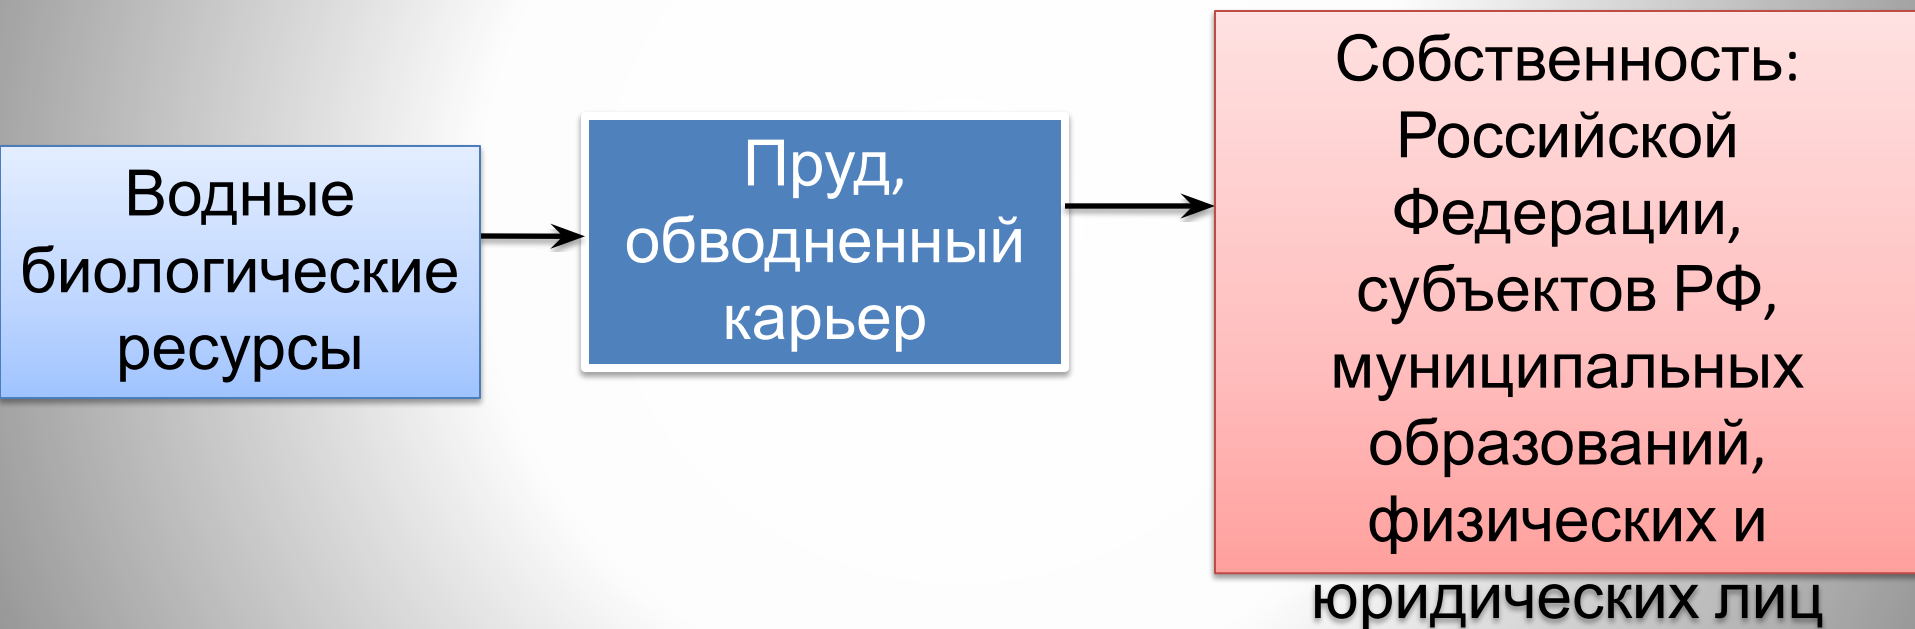 Водные
биологические
ресурсы
Пруд,
обводненный
карьер
Собственность:
Российской
Федерации,
субъектов РФ,
муниципальных
образований,
физических и
юридических лиц